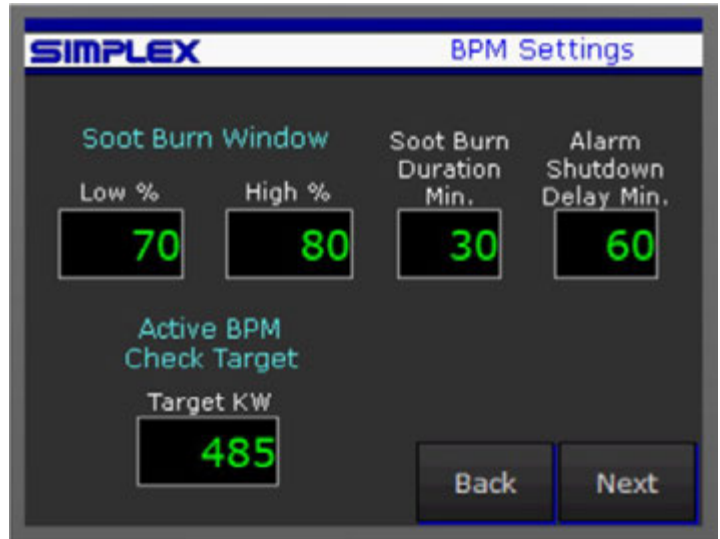 SIMPLEX BPM Settings
Soot Burn Window
Low % High %
70 80
Soot Burn
Duration
Min.
30
Alarm
Shutdown
Delay Min.
60
Active BPM
Check Target
Target KW
485
Back Next